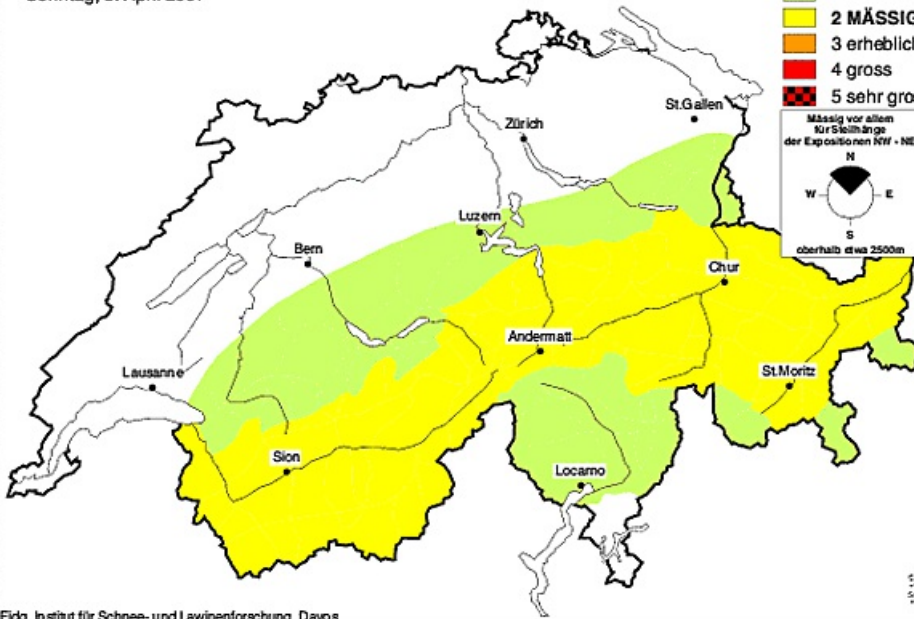 2 MÄSSIG
3 erheblich
4 gross
5 sehr gros
Mässig vor allem
für Steilhänge
der Expositionen NW - NE
N
W
E
S
oberhalb etwa 2500m
St.Gallen
Zürich
Luzern
Bern
Chur
Andermatt
Lausanne
St.Moritz
Sion
Locarno
Eidg. Institut für Schnee- und Lawinenforschung, Davos